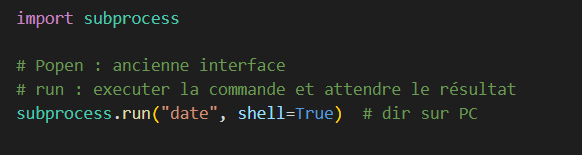 import subprocess
# Popen : ancienne interface
# run : executer la commande et attendre le résultat
subprocess.run("date", shell=True)  # dir sur PC